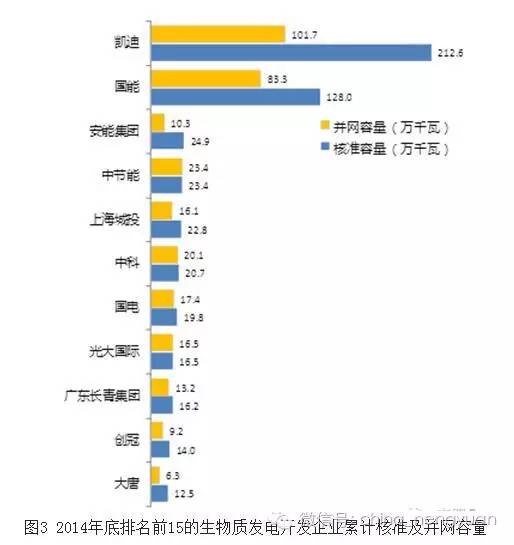 凯迪 101.7 212.6
国能 83.3 128.0
安能集团 10.3 24.9
并网容量（万千瓦）
核准容量（万千瓦）
中节能 23.4 23.4
上海城投 16.1 22.8
中科 20.1 20.7
国电 17.4 19.8
光大国际 16.5 16.5
广东长青集团 13.2 16.2
创冠 9.2 14.0
大唐 6.3 12.5
微信号:
图3 2014年底排名前15的生物质发电开发企业累计核准及并网容量